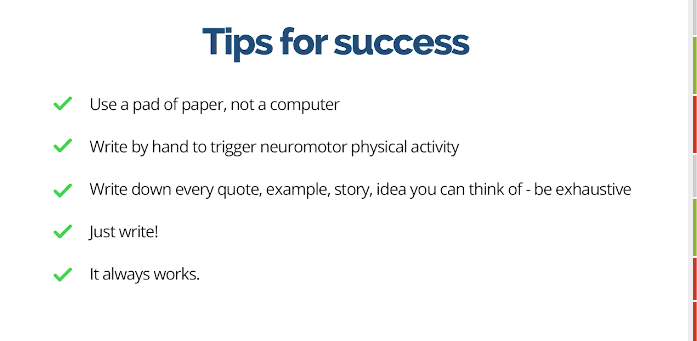 Tips for success
Use a pad of paper, not a computer
Write by hand to trigger neuromotor physical activity
Write down every quote, example, story, idea you can think of - be exhaustive
Just write!
It always works.